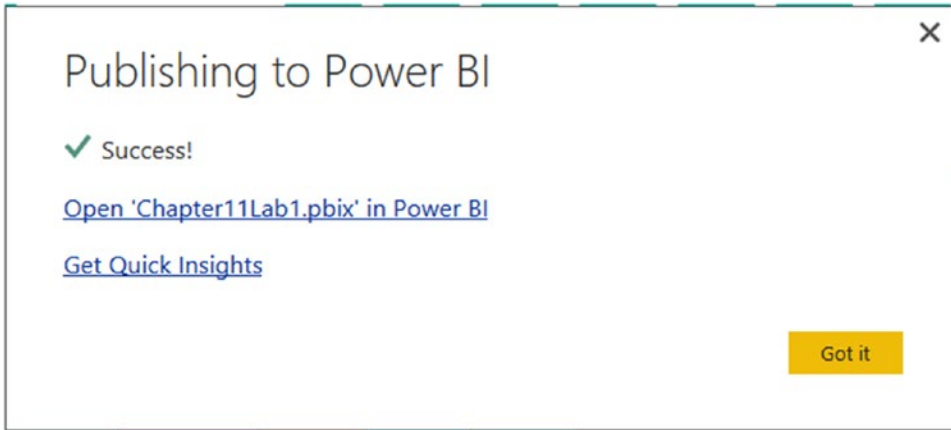 Publishing to Power BI
Success!
Open 'Chapter11Lab1.pbix' in Power BI
Get Quick Insights
Got it